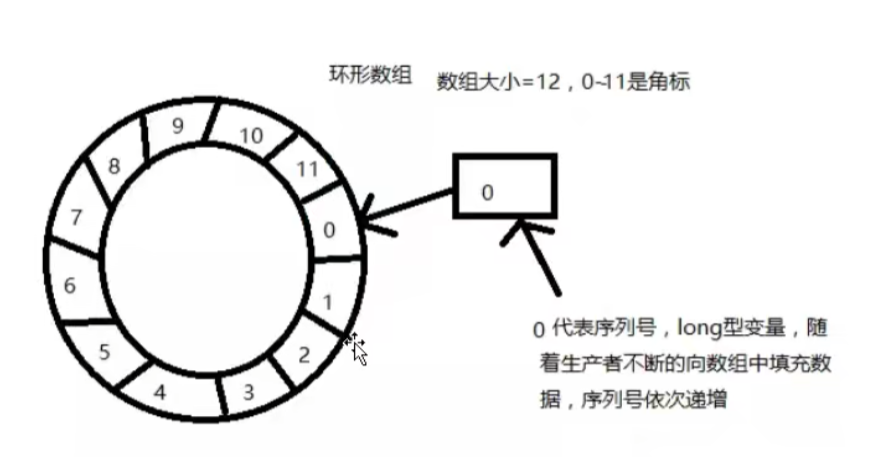 环形数组
数组大小=12，0~11是角标
9
10
8
11
7
0
0
6
1
5
2
4
3
0 代表序列号，long型变量，随
着生产者不断的向数组中填充数
据，序列号依次递增